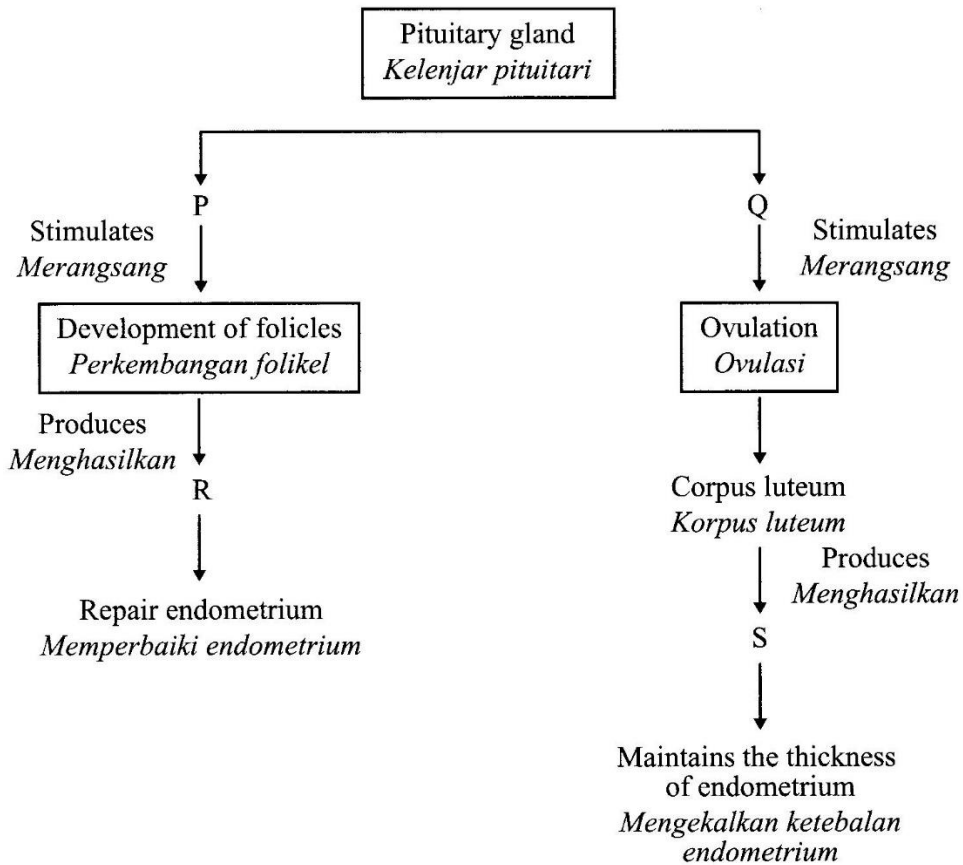 Pituitary gland
Kelenjar pituitari
P
Q
Stimulates
Merangsang
Stimulates
Merangsang
Development of folicles
Perkembangan folikel
Ovulation
Ovulasi
Produces
Menghasilkan
R
Corpus luteum
Korpus luteum
Repair endometrium
Memperbaiki endometrium
Produces
Menghasilkan
S
Maintains the thickness
of endometrium
Mengekalkan ketebalan
endometrium